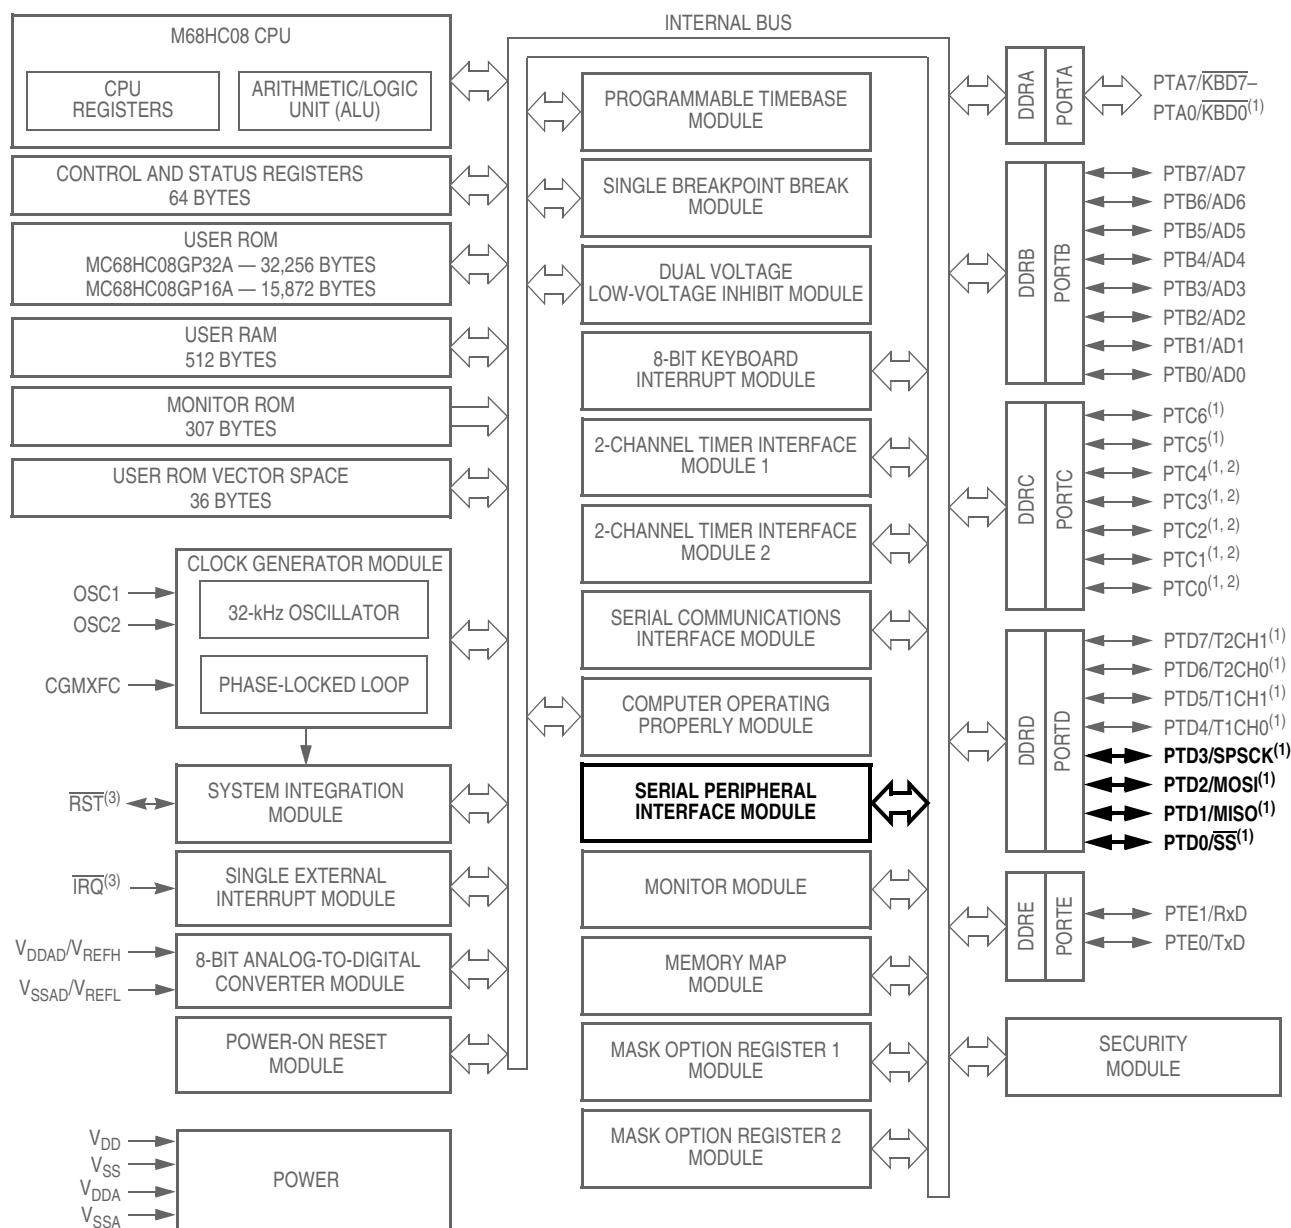 INTERNAL BUS
M68HC08 CPU
CPU
REGISTERS
ARITHMETIC/LOGIC
UNIT (ALU)
CONTROL AND STATUS REGISTERS
64 BYTES
USER ROM
MC68HC08GP32A — 32,256 BYTES
MC68HC08GP16A — 15,872 BYTES
USER RAM
512 BYTES
MONITOR ROM
307 BYTES
USER ROM VECTOR SPACE
36 BYTES
CLOCK GENERATOR MODULE
32-kHz OSCILLATOR
PHASE-LOCKED LOOP
OSC1
OSC2
CGMXFC
SYSTEM INTEGRATION
MODULE
RST(3)
SINGLE EXTERNAL
INTERRUPT MODULE
IRQ(3)
8-BIT ANALOG-TO-DIGITAL
CONVERTER MODULE
VDDAD/VREFH
VSSAD/VREFL
POWER-ON RESET
MODULE
POWER
VDD
VSS
VDDA
VSSA
PROGRAMMABLE TIMEBASE
MODULE
SINGLE BREAKPOINT BREAK
MODULE
DUAL VOLTAGE
LOW-VOLTAGE INHIBIT MODULE
8-BIT KEYBOARD
INTERRUPT MODULE
2-CHANNEL TIMER INTERFACE
MODULE 1
2-CHANNEL TIMER INTERFACE
MODULE 2
SERIAL COMMUNICATIONS
INTERFACE MODULE
COMPUTER OPERATING
PROPERLY MODULE
SERIAL PERIPHERAL
INTERFACE MODULE
MONITOR MODULE
MEMORY MAP
MODULE
MASK OPTION REGISTER 1
MODULE
MASK OPTION REGISTER 2
MODULE
DDRA
PORTA
PTA7/KBD7–
PTA0/KBD0(1)
DDRB
PORTB
PTB7/AD7
PTB6/AD6
PTB5/AD5
PTB4/AD4
PTB3/AD3
PTB2/AD2
PTB1/AD1
PTB0/AD0
DDRC
PORTC
PTC6(1)
PTC5(1)
PTC4(1, 2)
PTC3(1, 2)
PTC2(1, 2)
PTC1(1, 2)
PTC0(1, 2)
DDRD
PORTD
PTD7/T2CH1(1)
PTD6/T2CH0(1)
PTD5/T1CH1(1)
PTD4/T1CH0(1)
PTD3/SPSCK(1)
PTD2/MOSI(1)
PTD1/MISO(1)
PTD0/SS(1)
DDRE
PORTE
PTE1/RxD
PTE0/TxD
SECURITY
MODULE